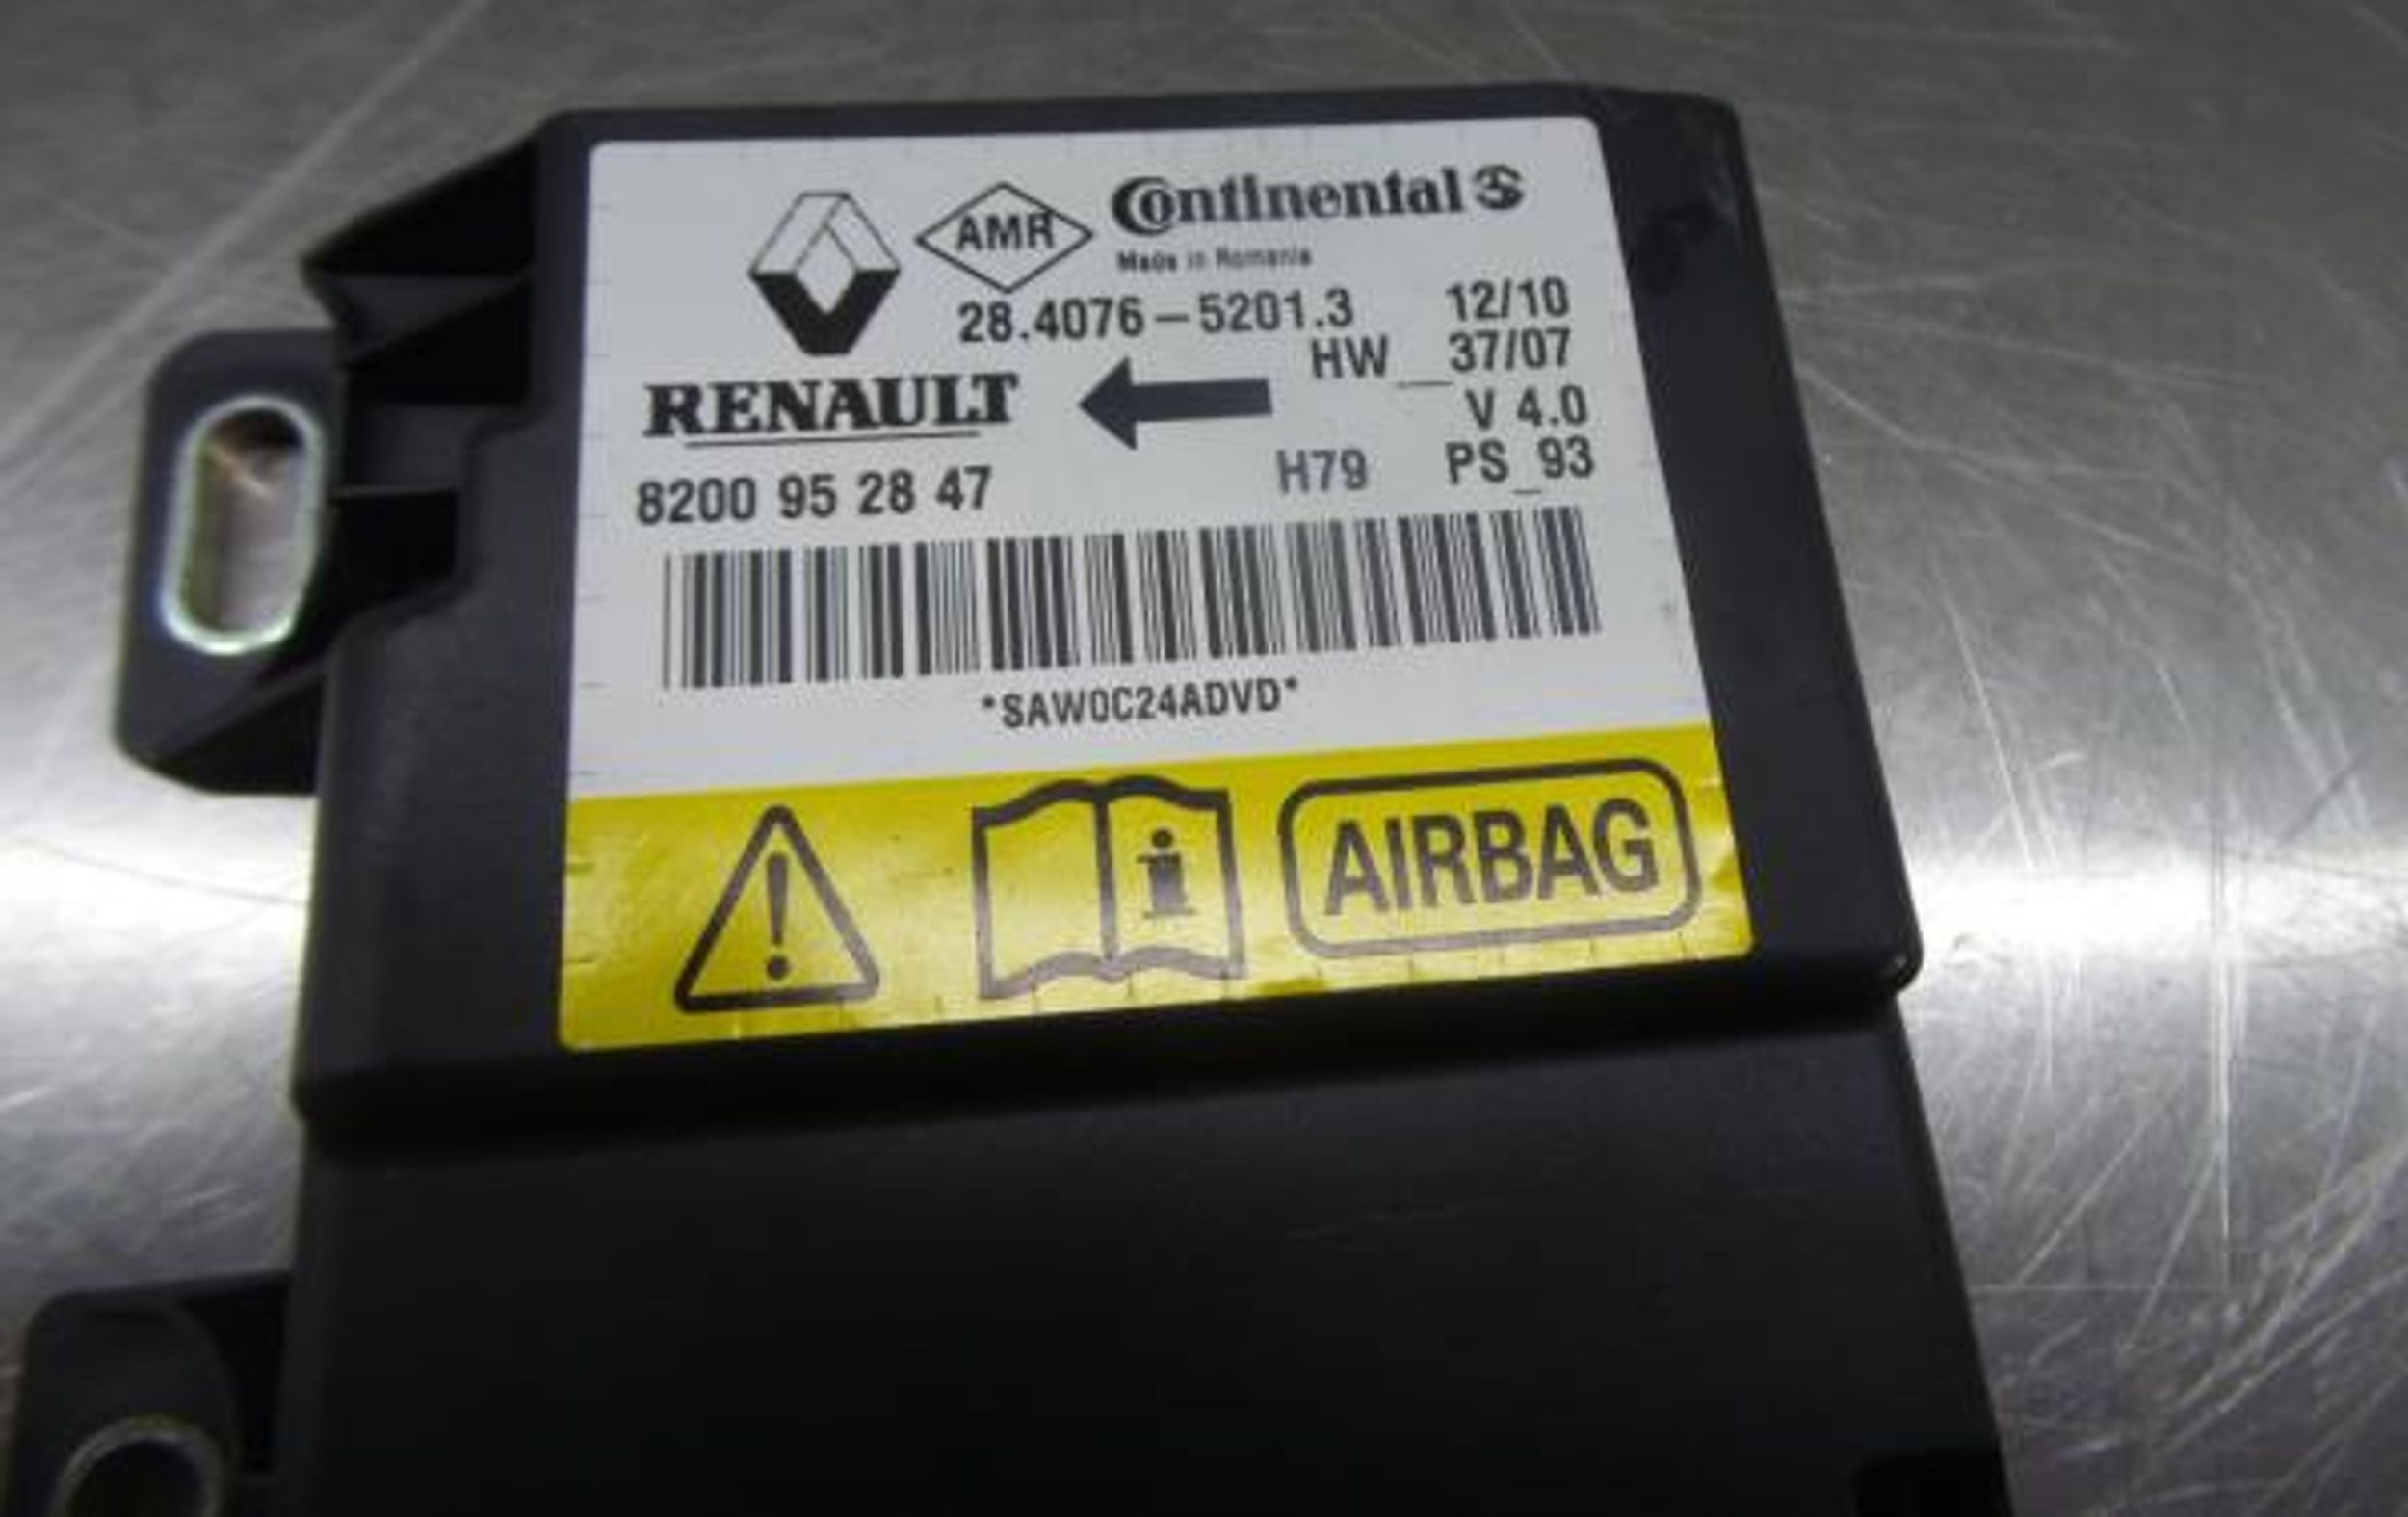 AMR
Continental
Made in Romania
28.4076-5201.3 12/10
HW_37/07
RENAULT
V 4.0
8200 95 28 47 H79 PS_93
*SAW0C24ADVD*
AIRBAG